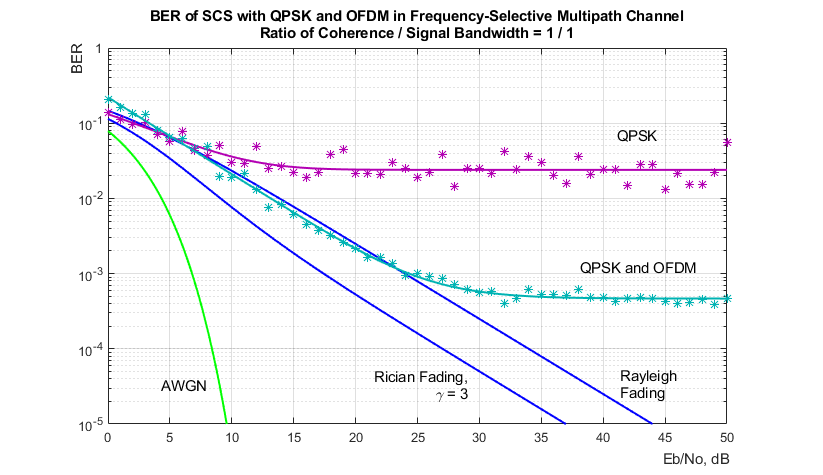 BER of SCS with QPSK and OFDM in Frequency-Selective Multipath Channel
Ratio of Coherence / Signal Bandwidth = 1 / 1
BER
1
10-1
10-2
10-3
10-4
10-5
QPSK
QPSK and OFDM
AWGN
Rician Fading,
γ = 3
Rayleigh
Fading
0 5 10 15 20 25 30 35 40 45 50
Eb/No, dB